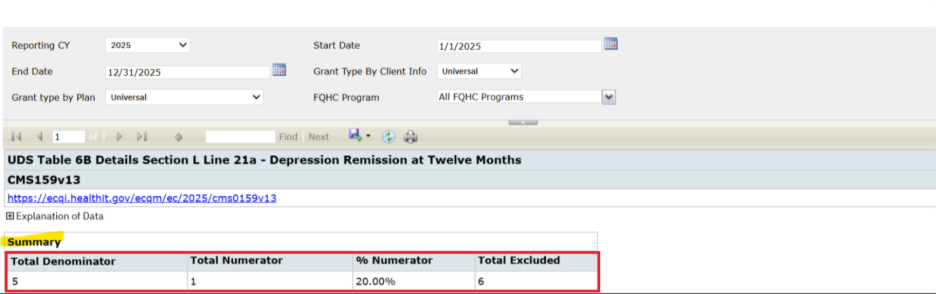 Reporting CY 2025 Start Date 1/1/2025
End Date 12/31/2025 Grant Type By Client Info Universal
Grant type by Plan Universal FQHC Program All FQHC Programs
1 of 1 Find | Next
UDS Table 6B Details Section L Line 21a - Depression Remission at Twelve Months
CMS159v13
https://ecqi.healthit.gov/ecqm/ec/2025/cms0159v13
Explanation of Data
Summary
Total Denominator Total Numerator % Numerator Total Excluded
5 1 20.00% 6